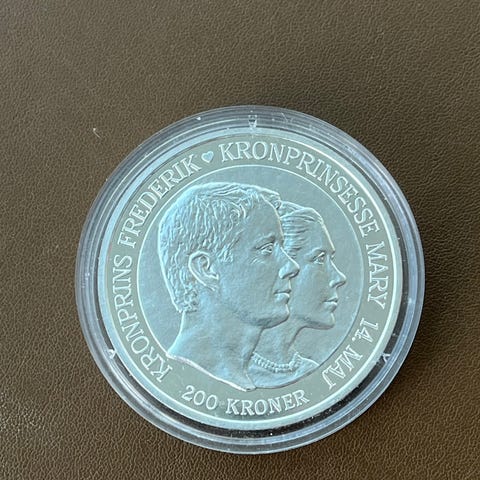 KRONPRINS FREDERIK ♥ KRONPRINSESSE MARY 14. MAJ
200 KRONER